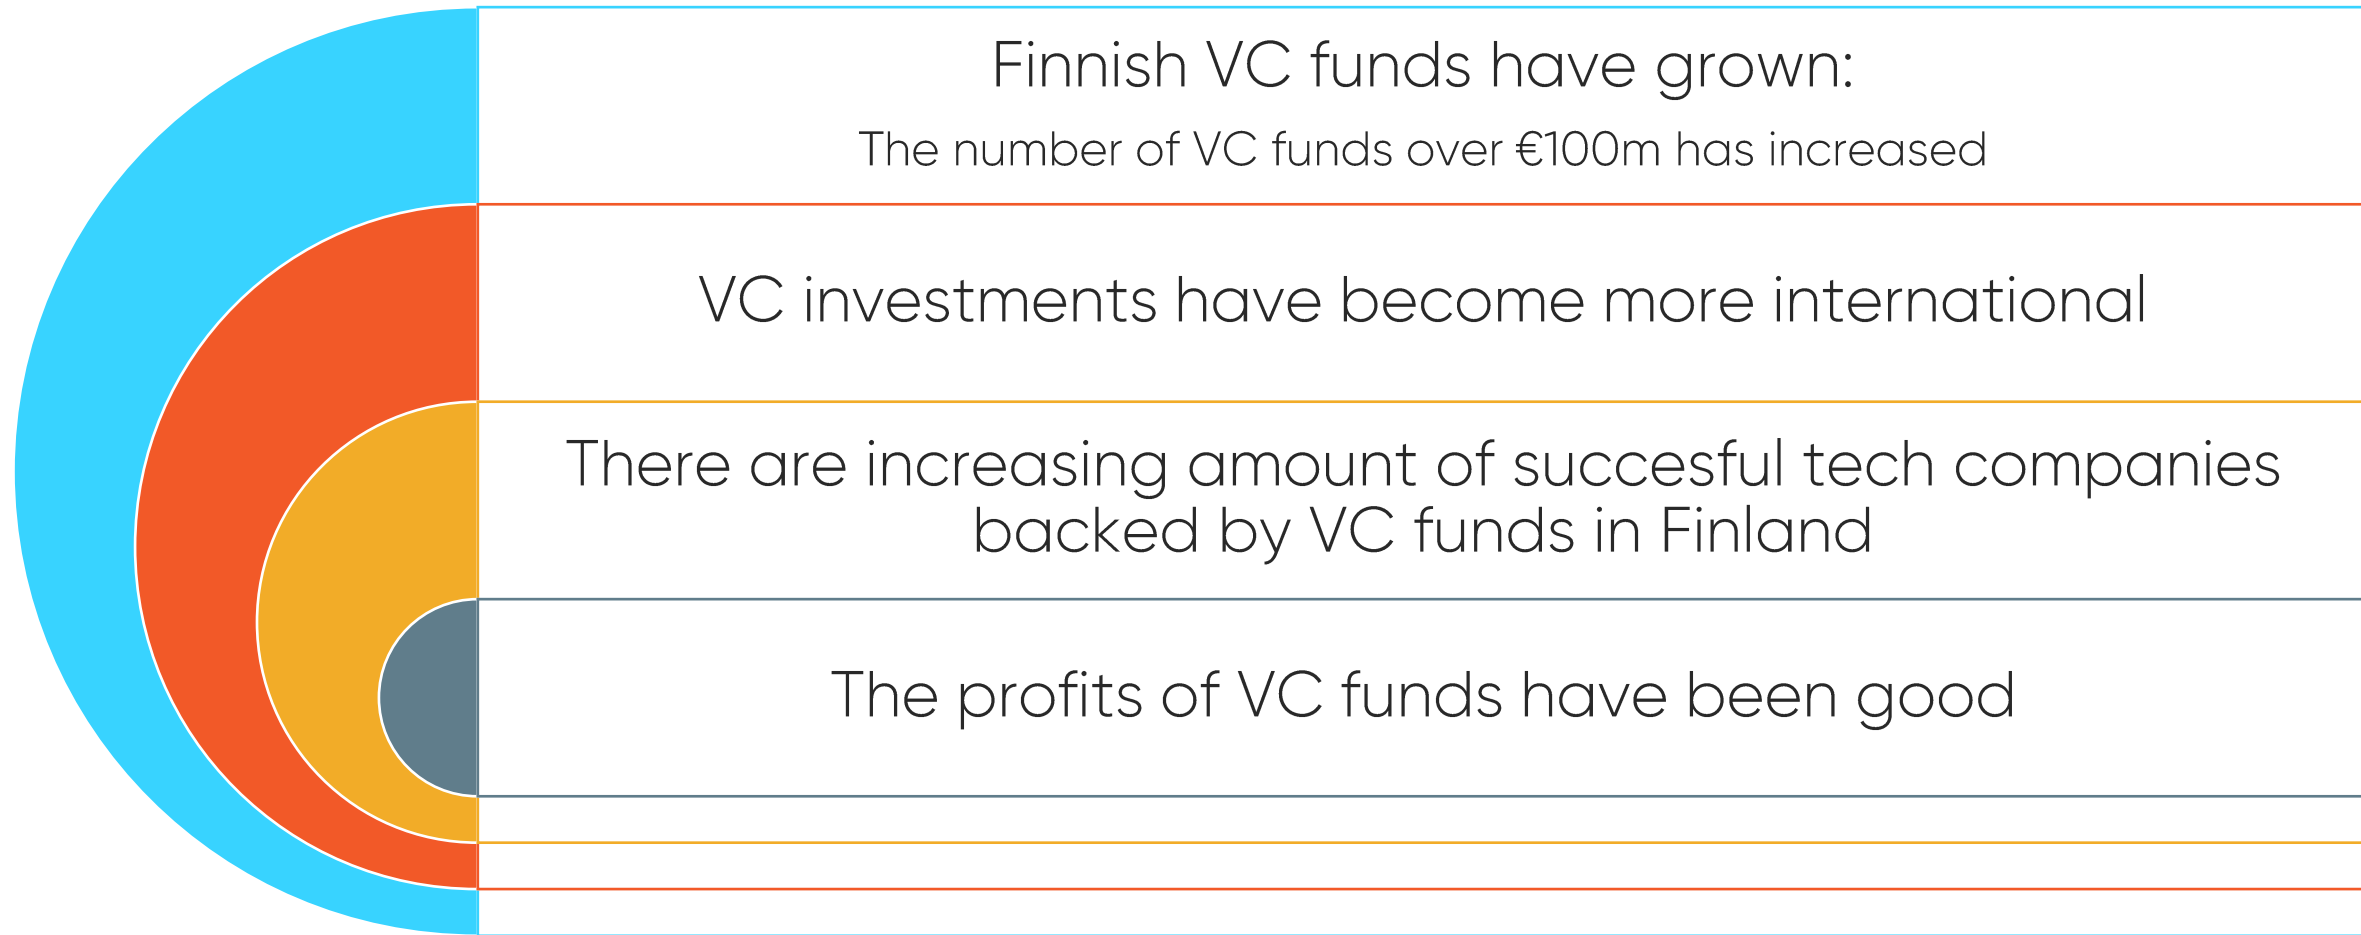 Finnish VC funds have grown:
The number of VC funds over €100m has increased
VC investments have become more international
There are increasing amount of succesful tech companies
backed by VC funds in Finland
The profits of VC funds have been good